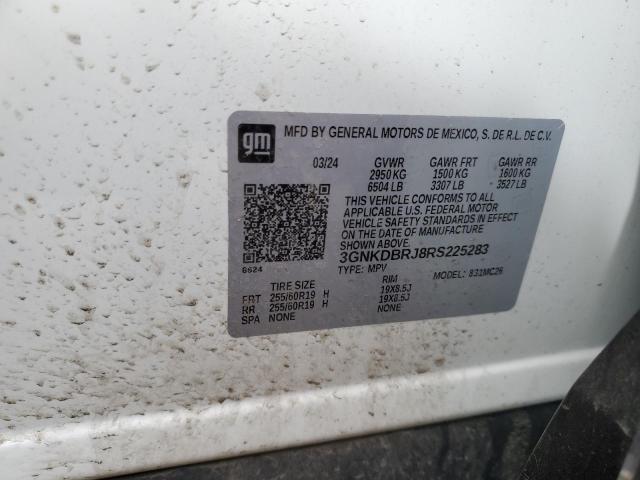 gm
MFD BY GENERAL MOTORS DE MEXICO, S. DE R.L. DE C.V.
03/24 GVWR GAWR FRT GAWR RR
2950 KG 1500 KG 1600 KG
6504 LB 3307 LB 3527 LB
THIS VEHICLE CONFORMS TO ALL
APPLICABLE U.S. FEDERAL MOTOR
VEHICLE SAFETY STANDARDS IN EFFECT
ON THE DATE OF MANUFACTURE
SHOWN ABOVE.
3GNKDBRJ8RS225283
TYPE: MPV MODEL: 831MC26
8624
TIRE SIZE RIM
FRT 255/60R19 H 19X8.5J
RR 255/60R19 H 19X8.5J
SPA NONE NONE